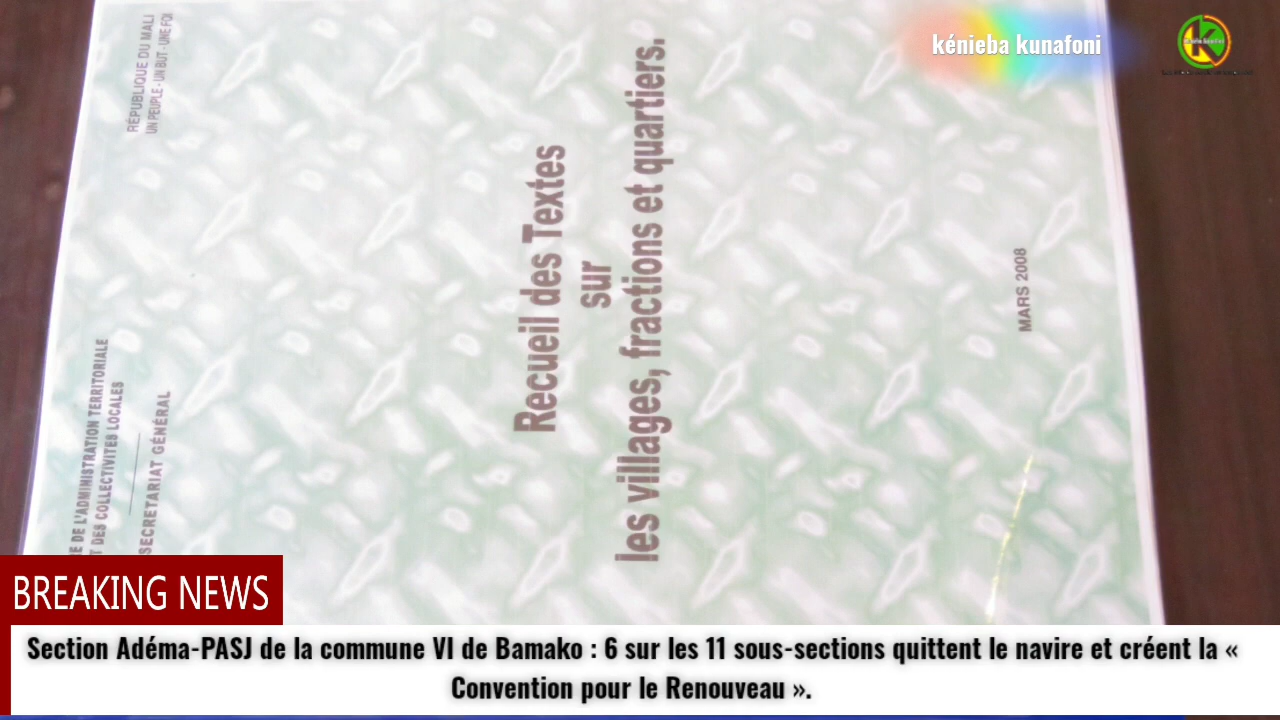 kénieba kunafoni
RÉPUBLIQUE DU MALI
UN PEUPLE - UN BUT - UNE FOI
DE L'ADMINISTRATION TERRITORIALE
DES COLLECTIVITES LOCALES
SECRETARIAT GÉNÉRAL
Recueil des Textes
sur
les villages, fractions et quartiers.
MARS 2008
BREAKING NEWS
Section Adéma-PASJ de la commune VI de Bamako : 6 sur les 11 sous-sections quittent le navire et créent la «
Convention pour le Renouveau ».